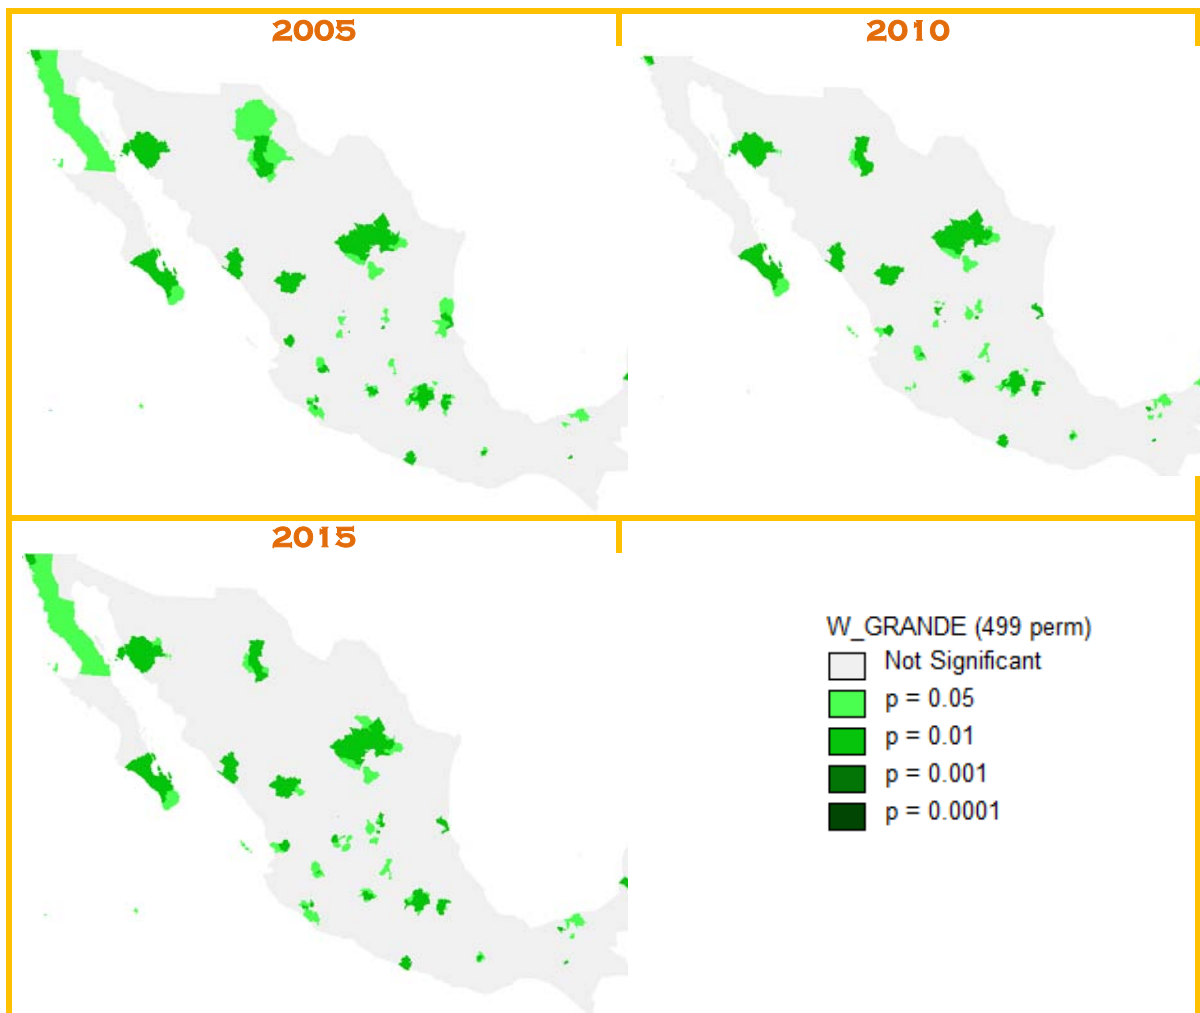 2005
2010
2015
W_GRANDE (499 perm)
Not Significant
p = 0.05
p = 0.01
p = 0.001
p = 0.0001